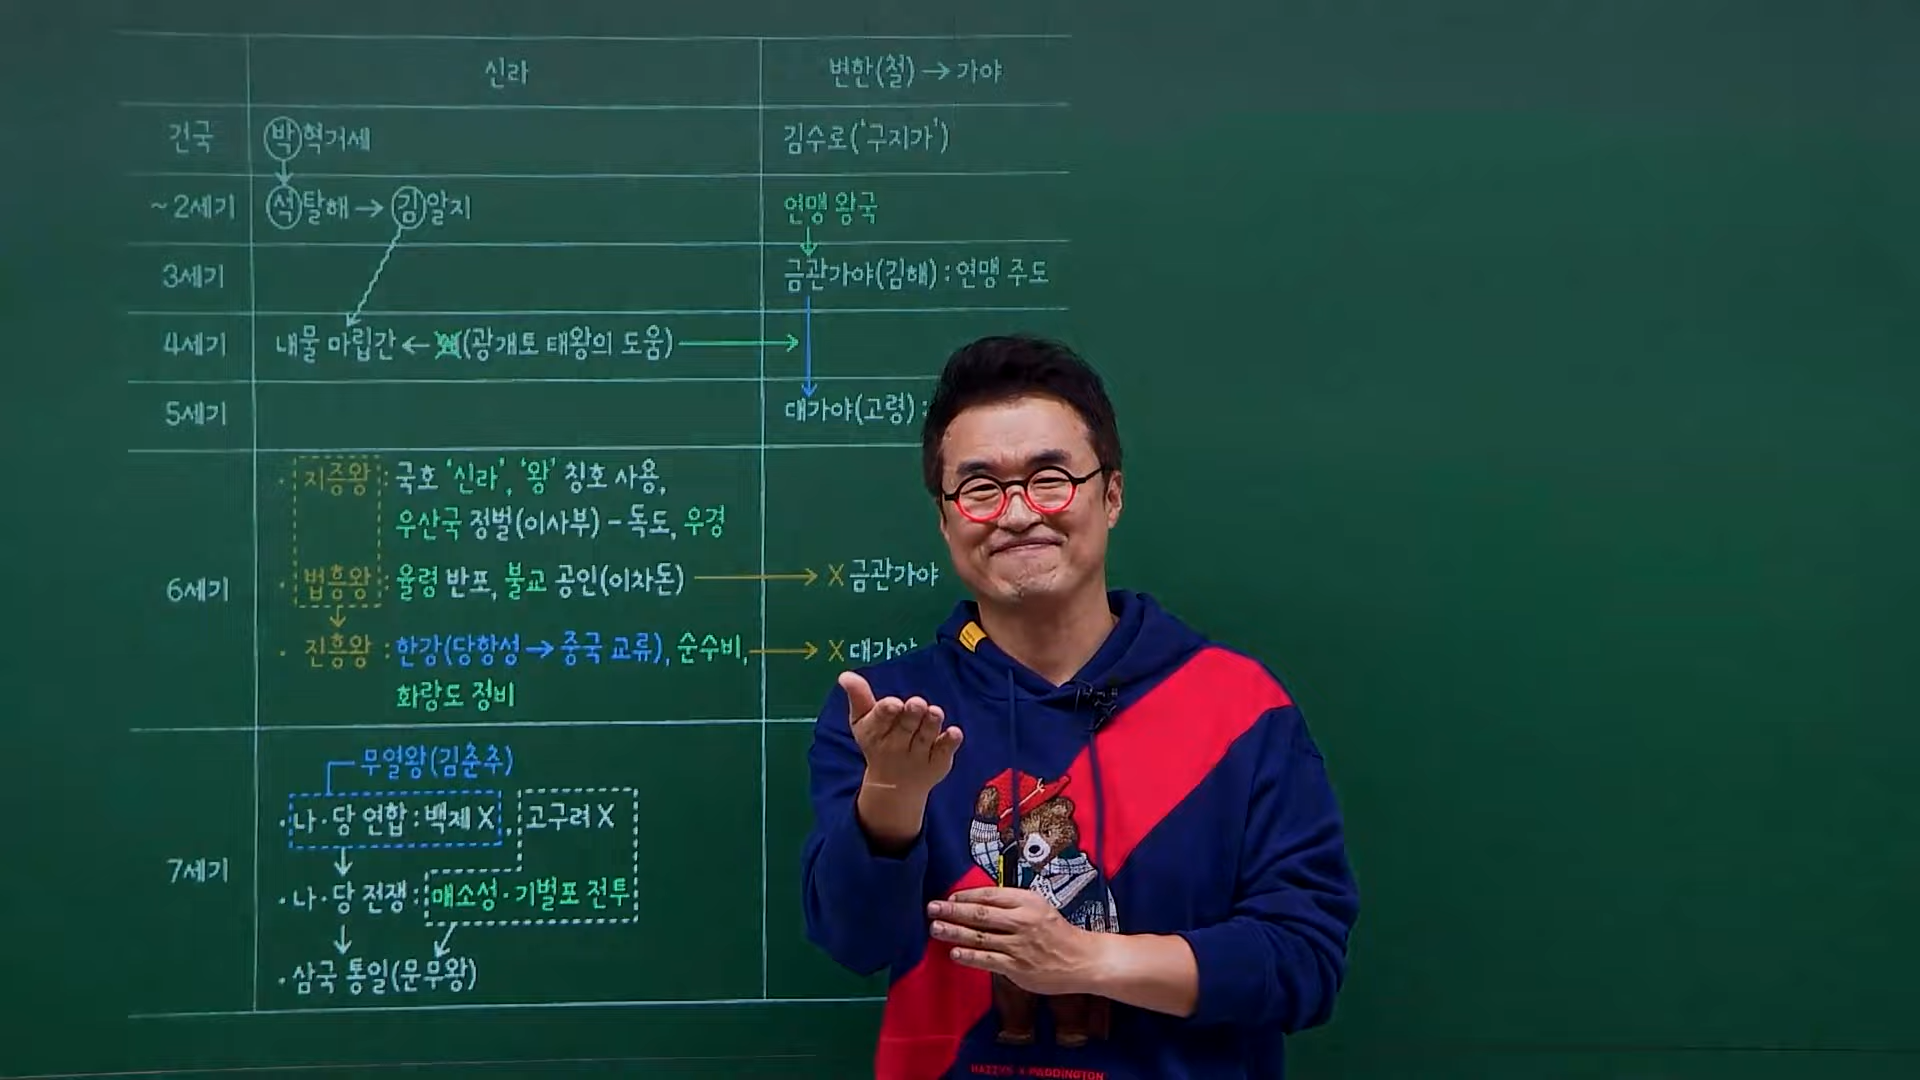 신라
변한(철) → 가야
건국
박혁거세
김수로('구지가')
~2세기
석탈해 → 김알지
연맹 왕국
3세기
금관가야(김해) : 연맹 주도
4세기
내물 마립간 ← 왜(광개토 태왕의 도움)
5세기
대가야(고령) :
6세기
· 지증왕 : 국호 '신라', '왕' 칭호 사용,
우산국 정벌(이사부) - 독도, 우경
· 법흥왕 : 율령 반포, 불교 공인(이차돈) → X 금관가야
· 진흥왕 : 한강(당항성 → 중국 교류), 순수비, → X 대가야
화랑도 정비
7세기
무열왕(김춘추)
· 나·당 연합 : 백제 X, 고구려 X
· 나·당 전쟁 : 매소성·기벌포 전투
· 삼국 통일(문무왕)
HAZZYS X PADDINGTON